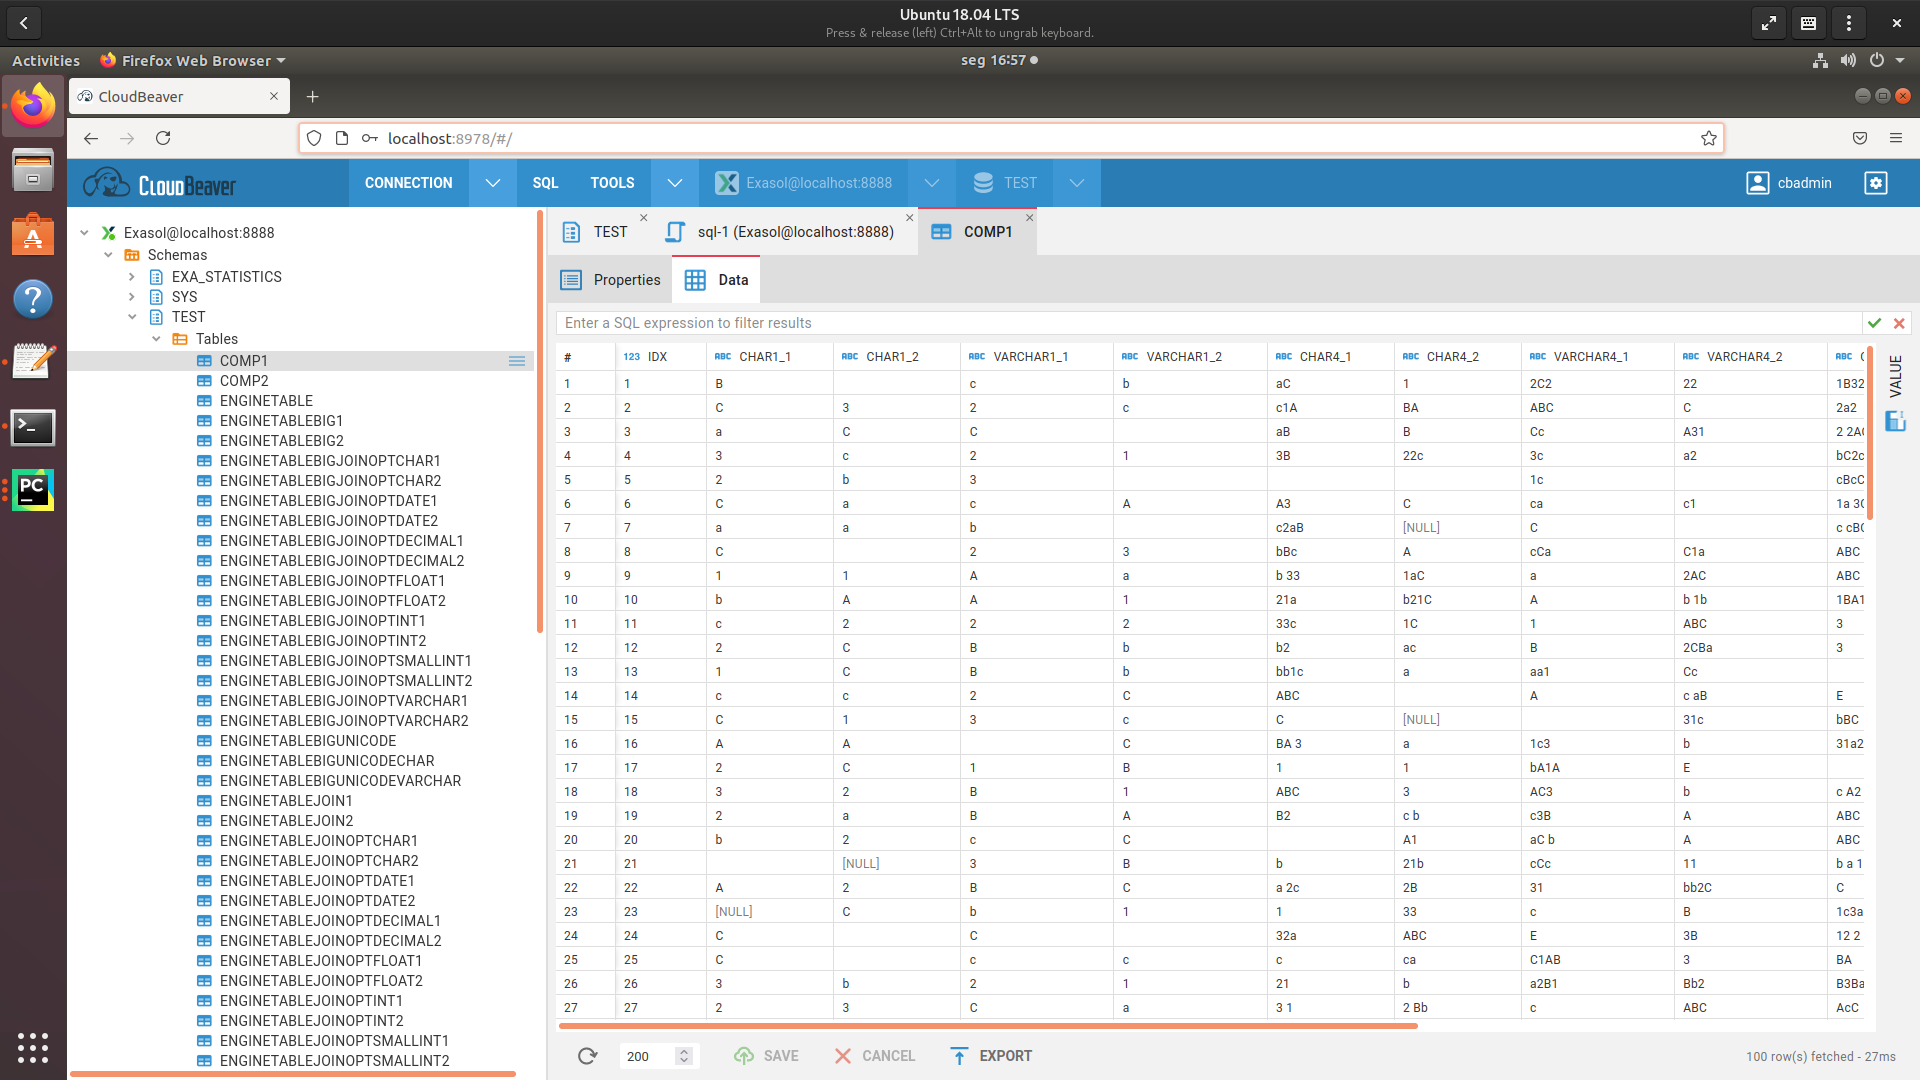 Ubuntu 18.04 LTS
Press & release (left) Ctrl+Alt to ungrab keyboard.
Activities Firefox Web Browser seg 16:57
CloudBeaver
localhost:8978/#/
CLOUDBEAVER CONNECTION SQL TOOLS Exasol@localhost:8888 TEST cbadmin
Exasol@localhost:8888
Schemas
EXA_STATISTICS
SYS
TEST
Tables
COMP1
COMP2
ENGINETABLE
ENGINETABLEBIG1
ENGINETABLEBIG2
ENGINETABLEBIGJOINOPTCHAR1
ENGINETABLEBIGJOINOPTCHAR2
ENGINETABLEBIGJOINOPTDATE1
ENGINETABLEBIGJOINOPTDATE2
ENGINETABLEBIGJOINOPTDECIMAL1
ENGINETABLEBIGJOINOPTDECIMAL2
ENGINETABLEBIGJOINOPTFLOAT1
ENGINETABLEBIGJOINOPTFLOAT2
ENGINETABLEBIGJOINOPTINT1
ENGINETABLEBIGJOINOPTINT2
ENGINETABLEBIGJOINOPTSMALLINT1
ENGINETABLEBIGJOINOPTSMALLINT2
ENGINETABLEBIGJOINOPTVARCHAR1
ENGINETABLEBIGJOINOPTVARCHAR2
ENGINETABLEBIGUNICODE
ENGINETABLEBIGUNICODECHAR
ENGINETABLEBIGUNICODEVARCHAR
ENGINETABLEJOIN1
ENGINETABLEJOIN2
ENGINETABLEJOINOPTCHAR1
ENGINETABLEJOINOPTCHAR2
ENGINETABLEJOINOPTDATE1
ENGINETABLEJOINOPTDATE2
ENGINETABLEJOINOPTDECIMAL1
ENGINETABLEJOINOPTDECIMAL2
ENGINETABLEJOINOPTFLOAT1
ENGINETABLEJOINOPTFLOAT2
ENGINETABLEJOINOPTINT1
ENGINETABLEJOINOPTINT2
ENGINETABLEJOINOPTSMALLINT1
ENGINETABLEJOINOPTSMALLINT2
TEST sql-1 (Exasol@localhost:8888) COMP1
Properties Data
Enter a SQL expression to filter results
# 123 IDX ABC CHAR1_1 ABC CHAR1_2 ABC VARCHAR1_1 ABC VARCHAR1_2 ABC CHAR4_1 ABC CHAR4_2 ABC VARCHAR4_1 ABC VARCHAR4_2 ABC
1 1 B c b aC 1 2C2 22 1B32
2 2 C 3 2 c c1A BA ABC C 2a2
3 3 a C C aB B Cc A31 2 2A
4 4 3 c 2 1 3B 22c 3c a2 bC2c
5 5 2 b 3 1c cBcC
6 6 C a c A A3 C ca c1 1a 3
7 7 a a b c2aB [NULL] C c cB
8 8 C 2 3 bBc A cCa C1a ABC
9 9 1 1 A a b 33 1aC a 2AC ABC
10 10 b A A 1 21a b21C A b 1b 1BA1
11 11 c 2 2 2 33c 1C 1 ABC 3
12 12 2 C B b b2 ac B 2CBa 3
13 13 1 C B b bb1c a aa1 Cc
14 14 c c 2 C ABC A c aB E
15 15 C 1 3 c C [NULL] 31c bBC
16 16 A A C BA 3 a 1c3 b 31a2
17 17 2 C 1 B 1 1 bA1A E
18 18 3 2 B 1 ABC 3 AC3 b c A2
19 19 2 a B A B2 c b c3B A ABC
20 20 b 2 c C A1 aC b A ABC
21 21 [NULL] 3 B b 21b cCc 11 b a 1
22 22 A 2 B C a 2c 2B 31 bb2C C
23 23 [NULL] C b 1 1 33 c B 1c3a
24 24 C C 32a ABC E 3B 12 2
25 25 C c c c ca C1AB 3 BA
26 26 3 b 2 1 21 b a2B1 Bb2 B3Ba
27 27 2 3 C a 3 1 2 Bb c ABC AcC
VALUE
200 SAVE CANCEL EXPORT 100 row(s) fetched - 27ms
PC